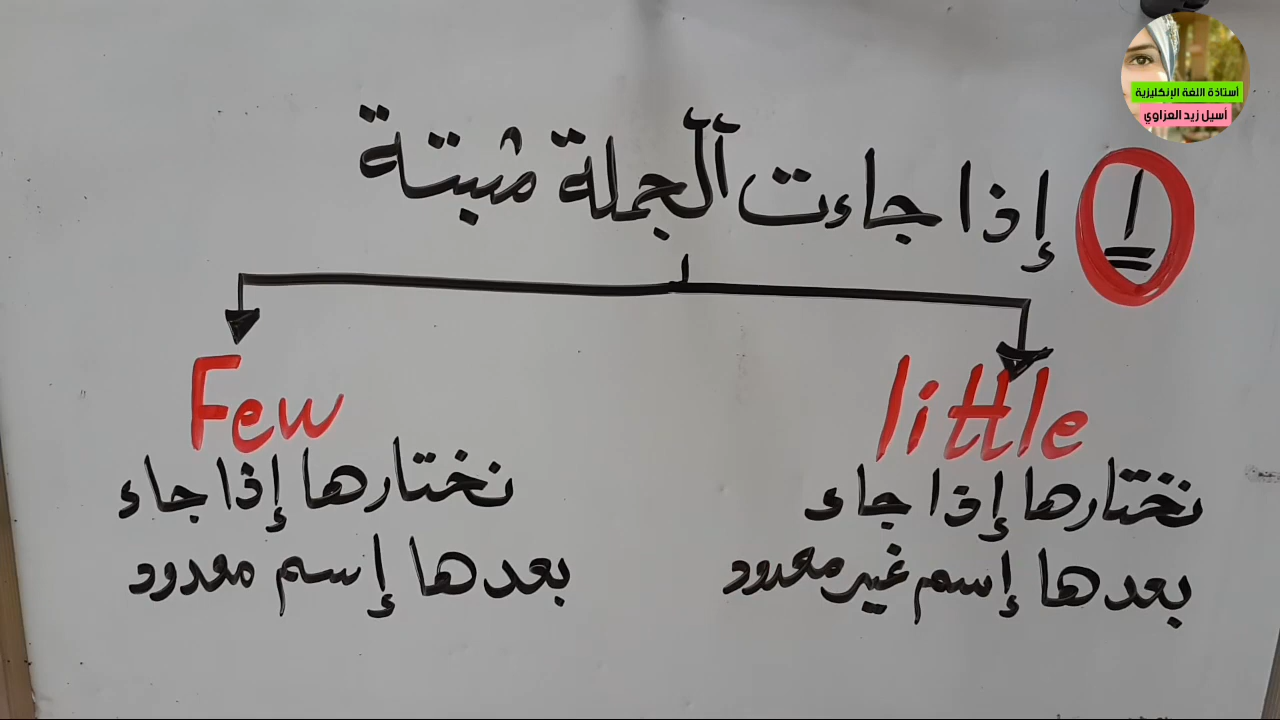 أستاذة اللغة الإنكليزية
أسيل زيد العزاوي
١ إذا جاءت الجملة مثبتة
little
نختارها إذا جاء
بعدها إسم غير معدود
Few
نختارها إذا جاء
بعدها إسم معدود